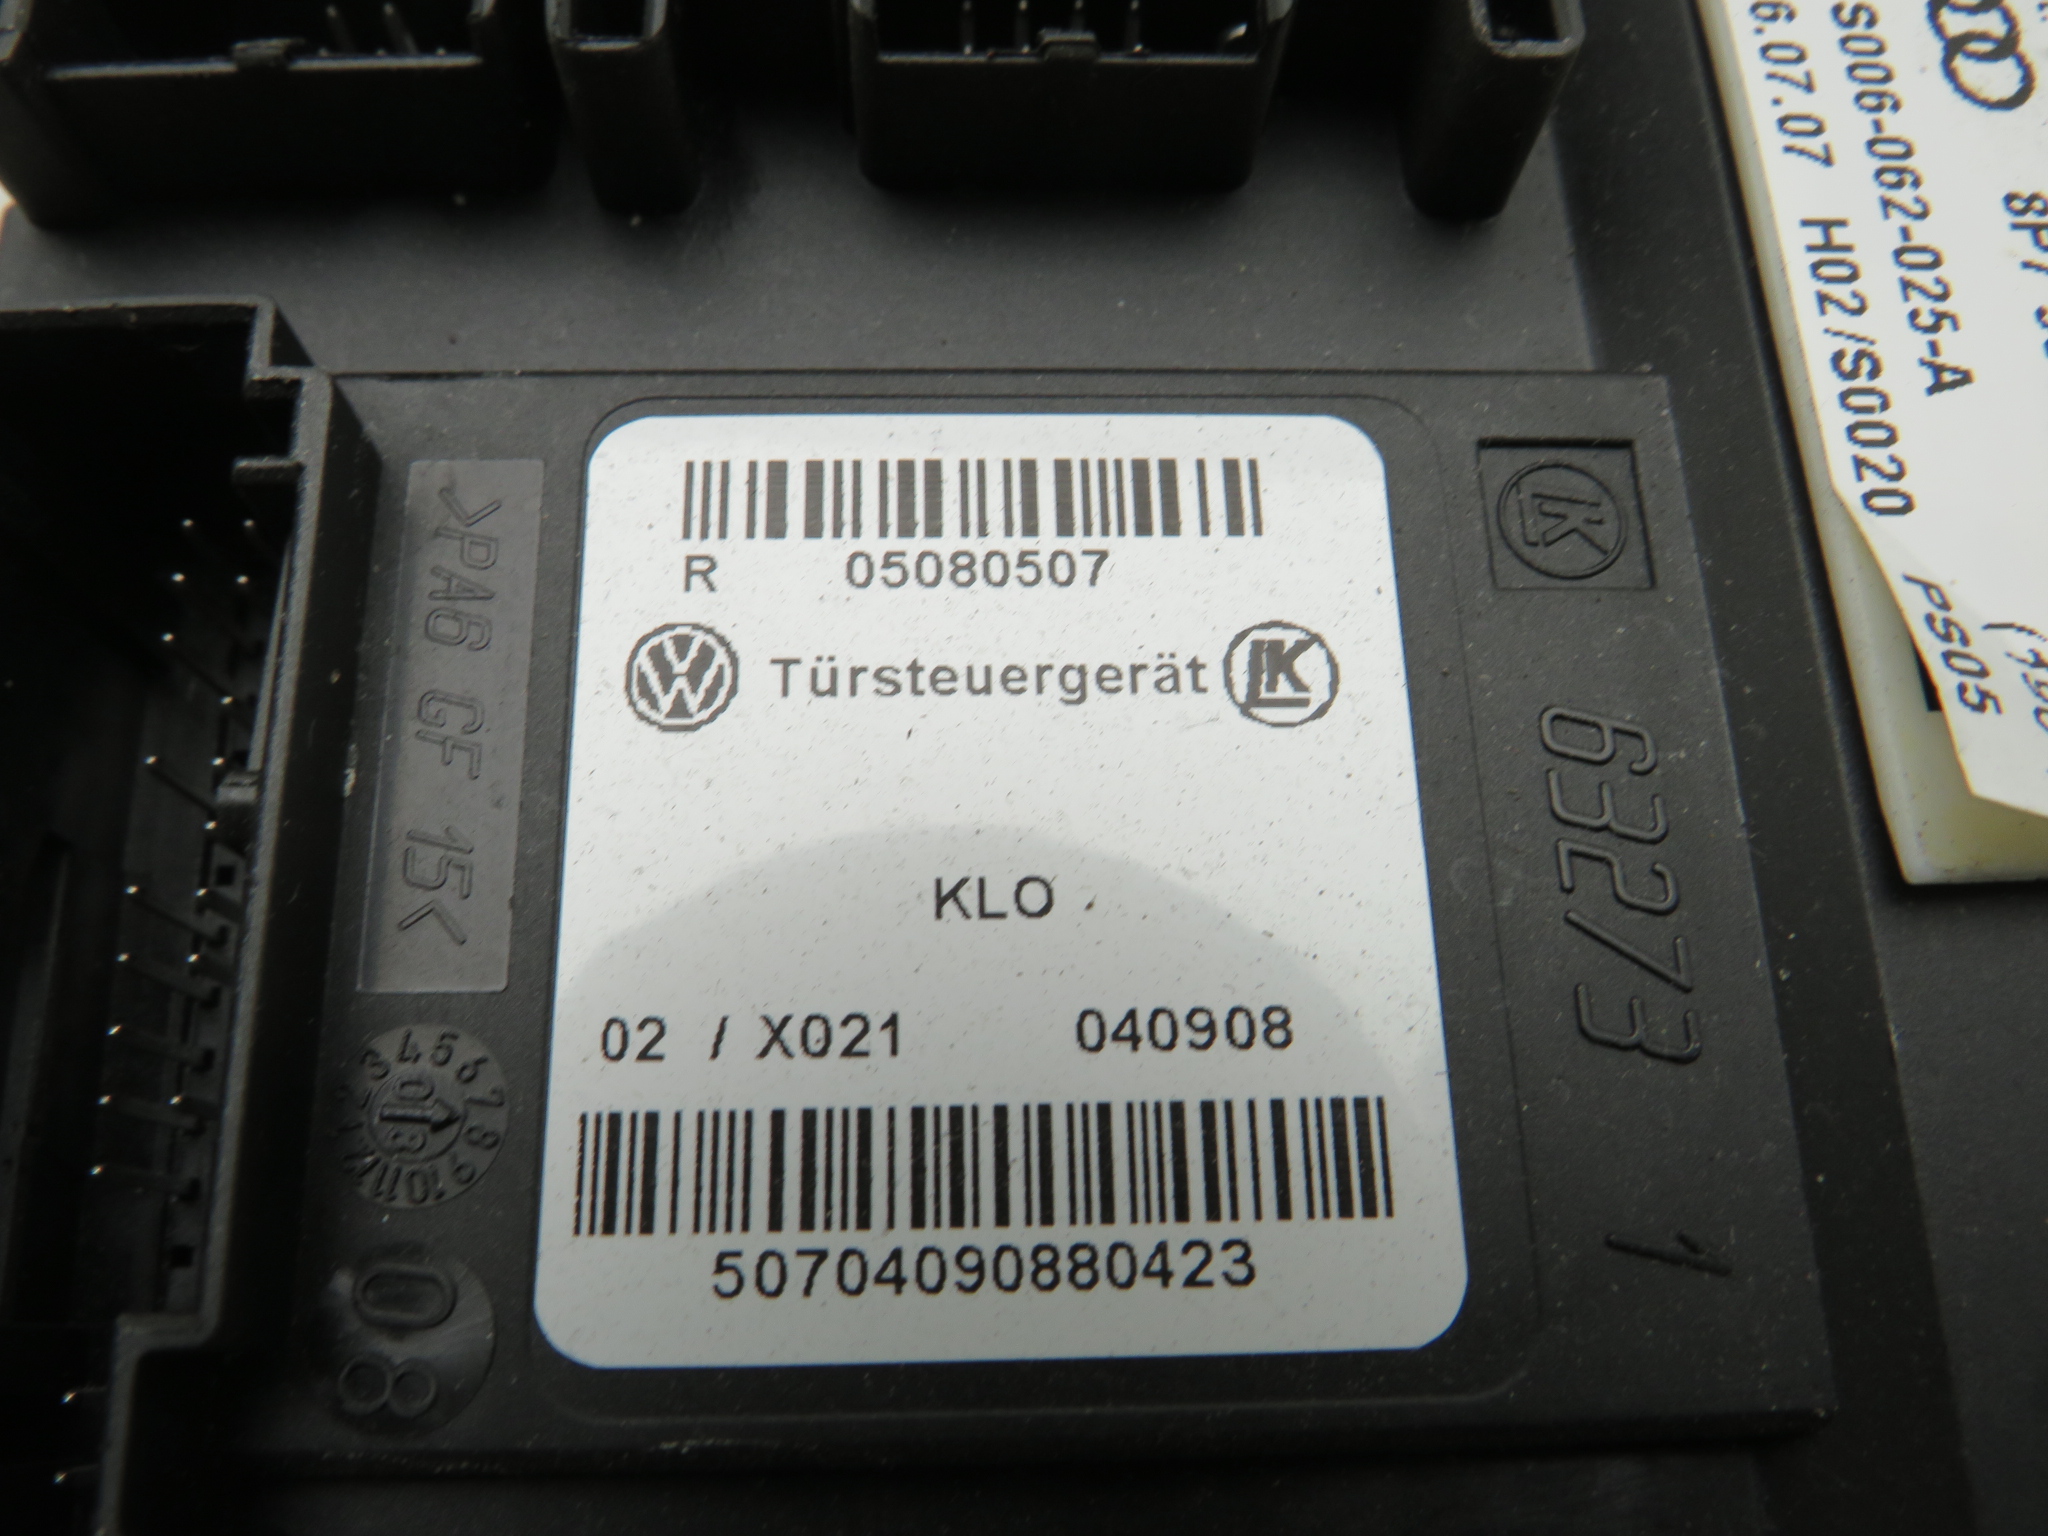 R 05080507
Türsteuergerät
KLO
02 / X021 040908
50704090880423
>PA6 GF 15<
08
63273 1
S006-062-025-A
6.07.07 H02/S0020
PS05